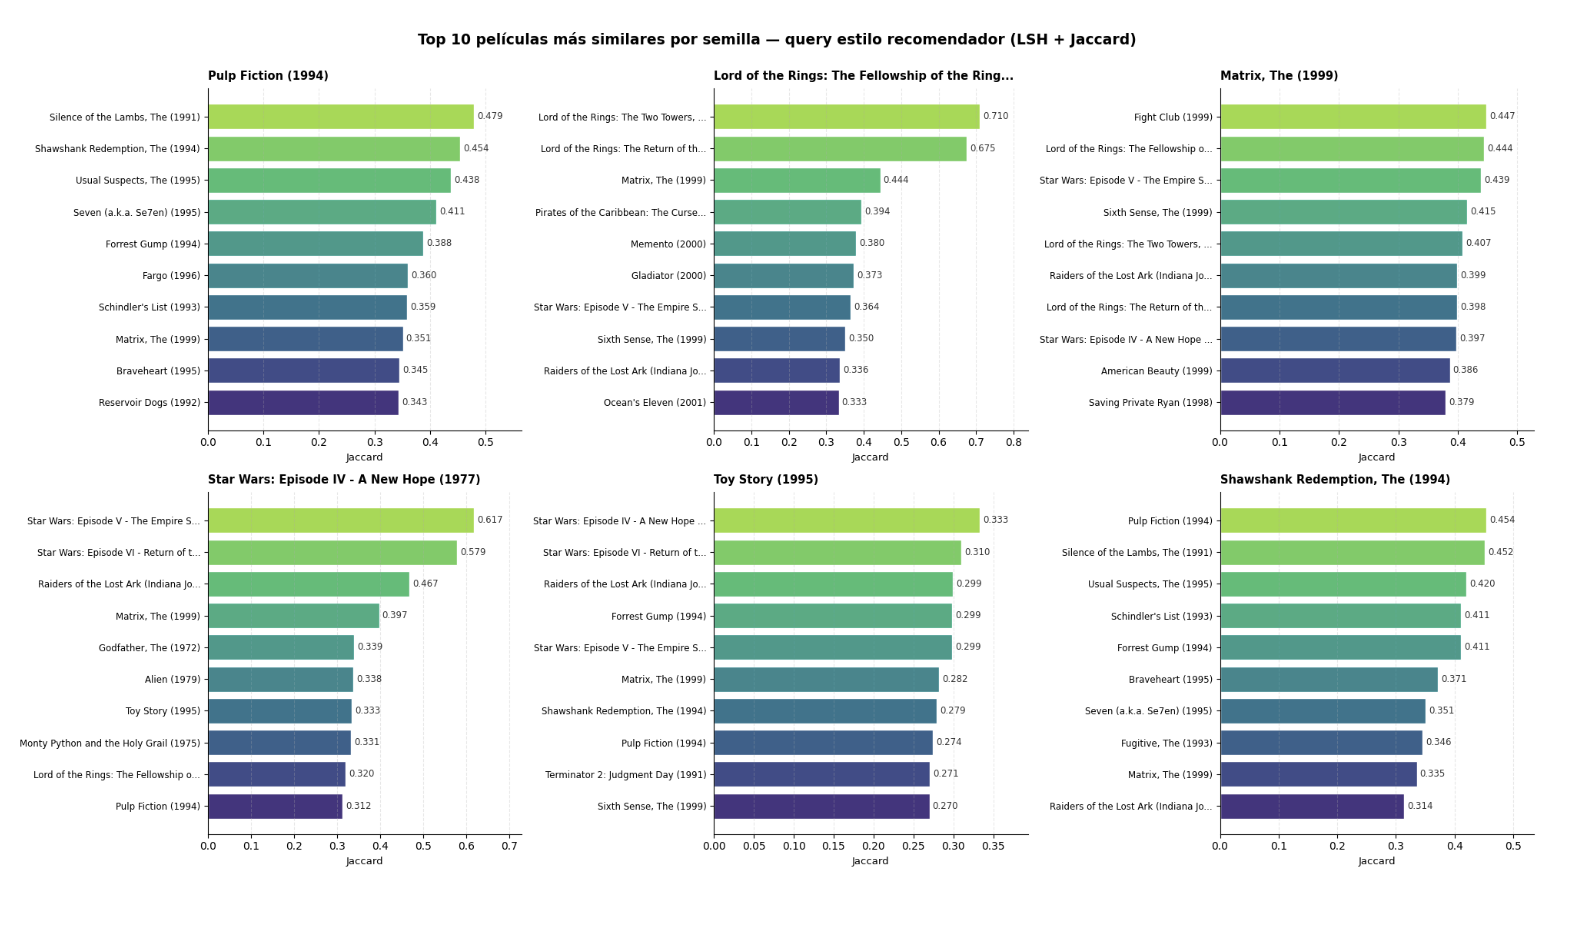 Top 10 películas más similares por semilla — query estilo recomendador (LSH + Jaccard)
Pulp Fiction (1994)
Silence of the Lambs, The (1991) 0.479
Shawshank Redemption, The (1994) 0.454
Usual Suspects, The (1995) 0.438
Seven (a.k.a. Se7en) (1995) 0.411
Forrest Gump (1994) 0.388
Fargo (1996) 0.360
Schindler's List (1993) 0.359
Matrix, The (1999) 0.351
Braveheart (1995) 0.345
Reservoir Dogs (1992) 0.343
0.0 0.1 0.2 0.3 0.4 0.5
Jaccard
Lord of the Rings: The Fellowship of the Ring...
Lord of the Rings: The Two Towers, ... 0.710
Lord of the Rings: The Return of th... 0.675
Matrix, The (1999) 0.444
Pirates of the Caribbean: The Curse... 0.394
Memento (2000) 0.380
Gladiator (2000) 0.373
Star Wars: Episode V - The Empire S... 0.364
Sixth Sense, The (1999) 0.350
Raiders of the Lost Ark (Indiana Jo... 0.336
Ocean's Eleven (2001) 0.333
0.0 0.1 0.2 0.3 0.4 0.5 0.6 0.7 0.8
Jaccard
Matrix, The (1999)
Fight Club (1999) 0.447
Lord of the Rings: The Fellowship o... 0.444
Star Wars: Episode V - The Empire S... 0.439
Sixth Sense, The (1999) 0.415
Lord of the Rings: The Two Towers, ... 0.407
Raiders of the Lost Ark (Indiana Jo... 0.399
Lord of the Rings: The Return of th... 0.398
Star Wars: Episode IV - A New Hope ... 0.397
American Beauty (1999) 0.386
Saving Private Ryan (1998) 0.379
0.0 0.1 0.2 0.3 0.4 0.5
Jaccard
Star Wars: Episode IV - A New Hope (1977)
Star Wars: Episode V - The Empire S... 0.617
Star Wars: Episode VI - Return of t... 0.579
Raiders of the Lost Ark (Indiana Jo... 0.467
Matrix, The (1999) 0.397
Godfather, The (1972) 0.339
Alien (1979) 0.338
Toy Story (1995) 0.333
Monty Python and the Holy Grail (1975) 0.331
Lord of the Rings: The Fellowship o... 0.320
Pulp Fiction (1994) 0.312
0.0 0.1 0.2 0.3 0.4 0.5 0.6 0.7
Jaccard
Toy Story (1995)
Star Wars: Episode IV - A New Hope ... 0.333
Star Wars: Episode VI - Return of t... 0.310
Raiders of the Lost Ark (Indiana Jo... 0.299
Forrest Gump (1994) 0.299
Star Wars: Episode V - The Empire S... 0.299
Matrix, The (1999) 0.282
Shawshank Redemption, The (1994) 0.279
Pulp Fiction (1994) 0.274
Terminator 2: Judgment Day (1991) 0.271
Sixth Sense, The (1999) 0.270
0.00 0.05 0.10 0.15 0.20 0.25 0.30 0.35
Jaccard
Shawshank Redemption, The (1994)
Pulp Fiction (1994) 0.454
Silence of the Lambs, The (1991) 0.452
Usual Suspects, The (1995) 0.420
Schindler's List (1993) 0.411
Forrest Gump (1994) 0.411
Braveheart (1995) 0.371
Seven (a.k.a. Se7en) (1995) 0.351
Fugitive, The (1993) 0.346
Matrix, The (1999) 0.335
Raiders of the Lost Ark (Indiana Jo... 0.314
0.0 0.1 0.2 0.3 0.4 0.5
Jaccard